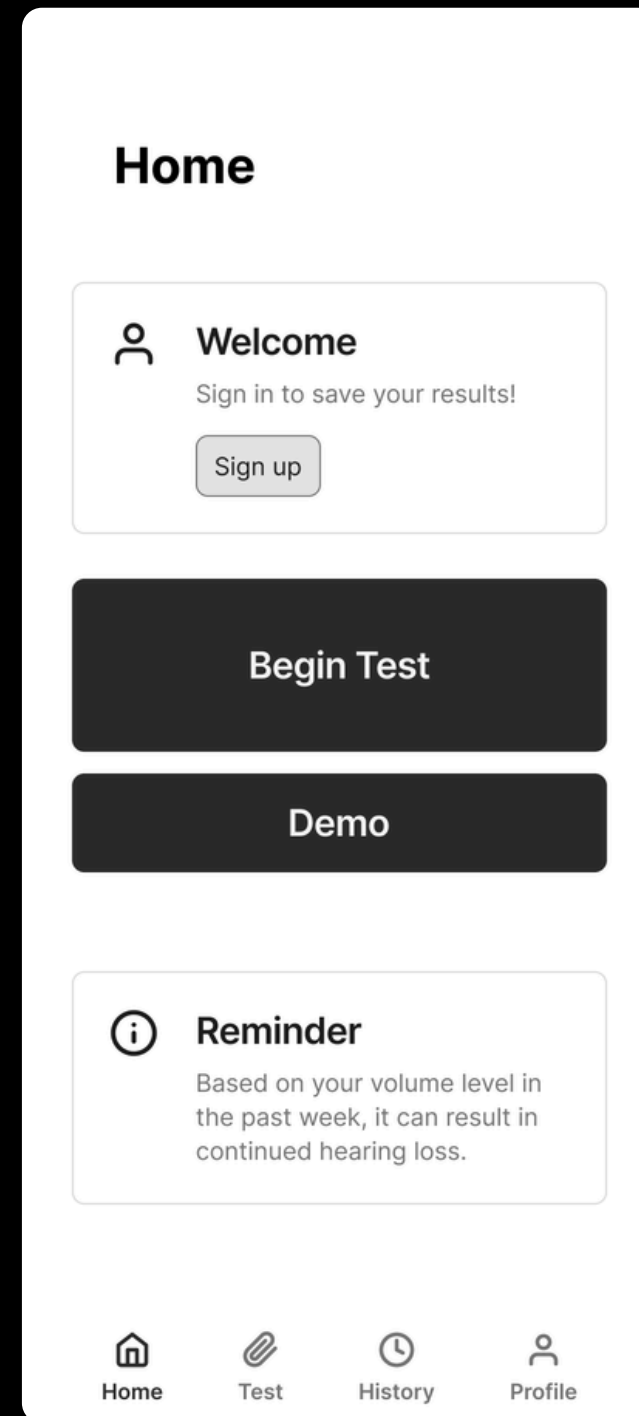 Home
Welcome
Sign in to save your results!
Sign up
Begin Test
Demo
Reminder
Based on your volume level in
the past week, it can result in
continued hearing loss.
Home Test History Profile